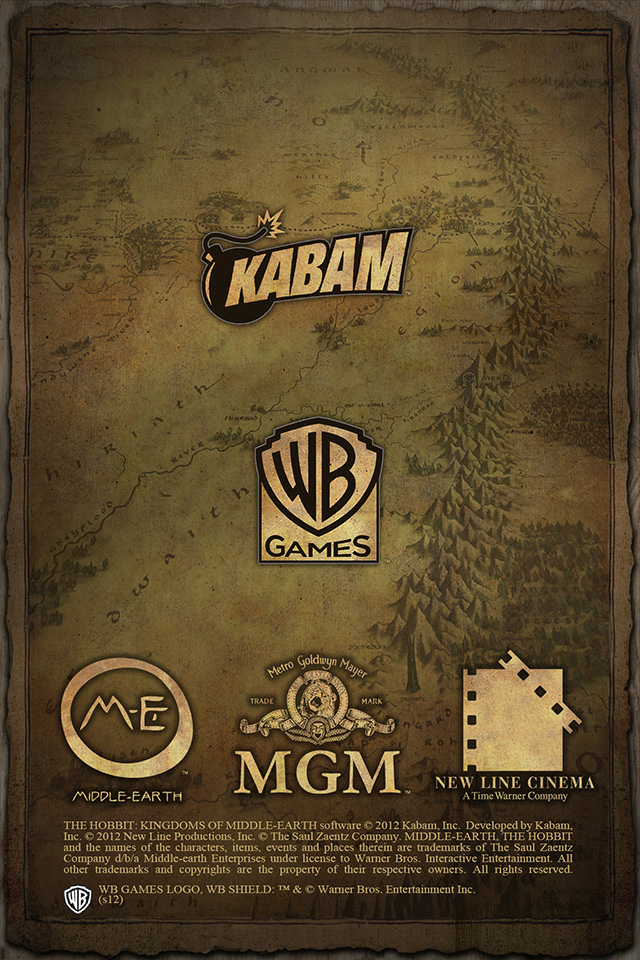 ANGMAR
KABAM
rhudaur
WB
GAMES
Metro Goldwyn Mayer
TRADE MARK
M-E
MGM™
MIDDLE-EARTH
NEW LINE CINEMA
A Time Warner Company
THE HOBBIT: KINGDOMS OF MIDDLE-EARTH software © 2012 Kabam, Inc. Developed by Kabam,
Inc. © 2012 New Line Productions, Inc. © The Saul Zaentz Company. MIDDLE-EARTH, THE HOBBIT
and the names of the characters, items, events and places therein are trademarks of The Saul Zaentz
Company d/b/a Middle-earth Enterprises under license to Warner Bros. Interactive Entertainment. All
other trademarks and copyrights are the property of their respective owners. All rights reserved.
WB GAMES LOGO, WB SHIELD: ™ & © Warner Bros. Entertainment Inc.
(s12)
WB